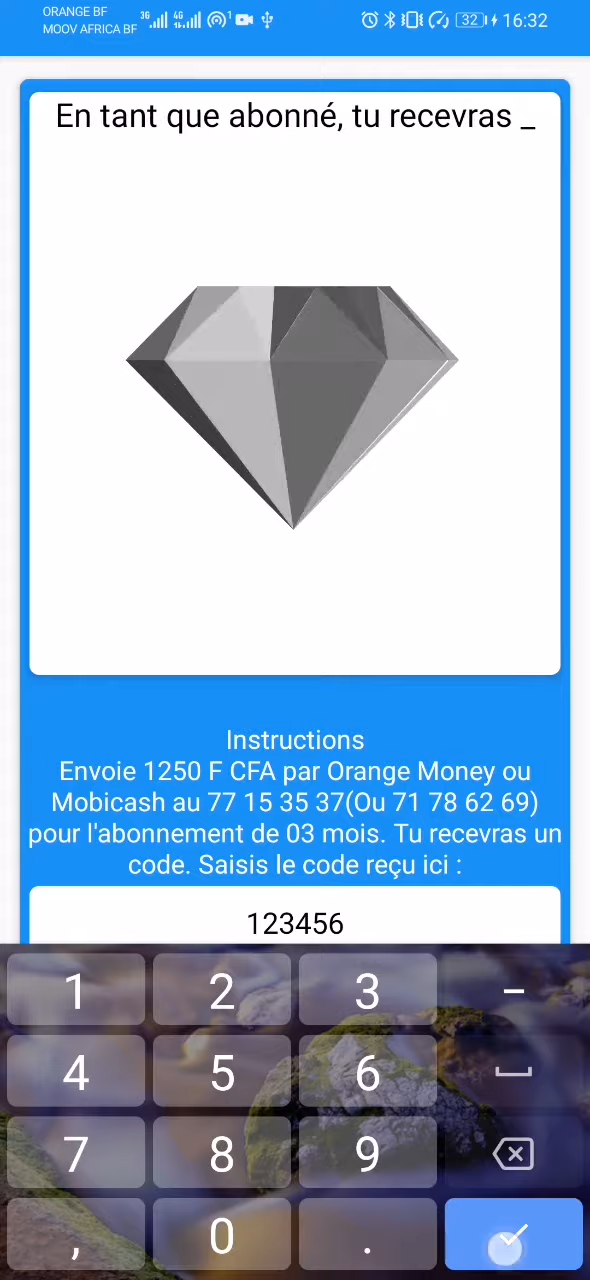 ORANGE BF
MOOV AFRICA BF
3G
4G
1
32
16:32
En tant que abonné, tu recevras _
Instructions
Envoie 1250 F CFA par Orange Money ou
Mobicash au 77 15 35 37(Ou 71 78 62 69)
pour l'abonnement de 03 mois. Tu recevras un
code. Saisis le code reçu ici :
123456
1 2 3 –
4 5 6
7 8 9
, 0 .